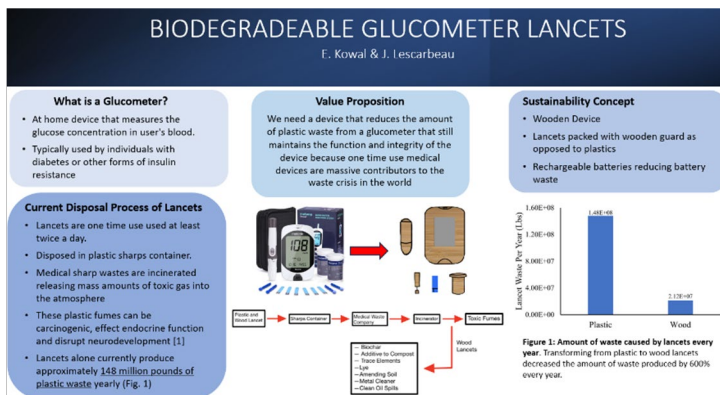 BIODEGRADEABLE GLUCOMETER LANCETS
E. Kowal & J. Lescarbeau
What is a Glucometer?
• At home device that measures the
glucose concentration in user's blood.
• Typically used by individuals with
diabetes or other forms of insulin
resistance
Current Disposal Process of Lancets
• Lancets are one time use used at least
twice a day.
• Disposed in plastic sharps container.
• Medical sharp wastes are incinerated
releasing mass amounts of toxic gas into
the atmosphere
• These plastic fumes can be
carcinogenic, effect endocrine function
and disrupt neurodevelopment [1]
• Lancets alone currently produce
approximately 148 million pounds of
plastic waste yearly (Fig. 1)
Value Proposition
We need a device that reduces the amount
of plastic waste from a glucometer that still
maintains the function and integrity of the
device because one time use medical
devices are massive contributors to the
waste crisis in the world
108
Plastic and
Wood Lancet
Sharps Container
Medical Waste
Company
Incinerator
Toxic Fumes
Wood
Lancets
— Biochar
— Additive to Compost
— Trace Elements
— Lye
— Amending Soil
— Metal Cleaner
— Clean Oil Spills
Sustainability Concept
• Wooden Device
• Lancets packed with wooden guard as
opposed to plastics
• Rechargeable batteries reducing battery
waste
Lancet Waste Per Year (Lbs)
1.60E+08
1.20E+08
8.00E+07
4.00E+07
0.00E+00
1.48E+08
2.12E+07
Plastic
Wood
Figure 1: Amount of waste caused by lancets every
year. Transforming from plastic to wood lancets
decreased the amount of waste produced by 600%
every year.